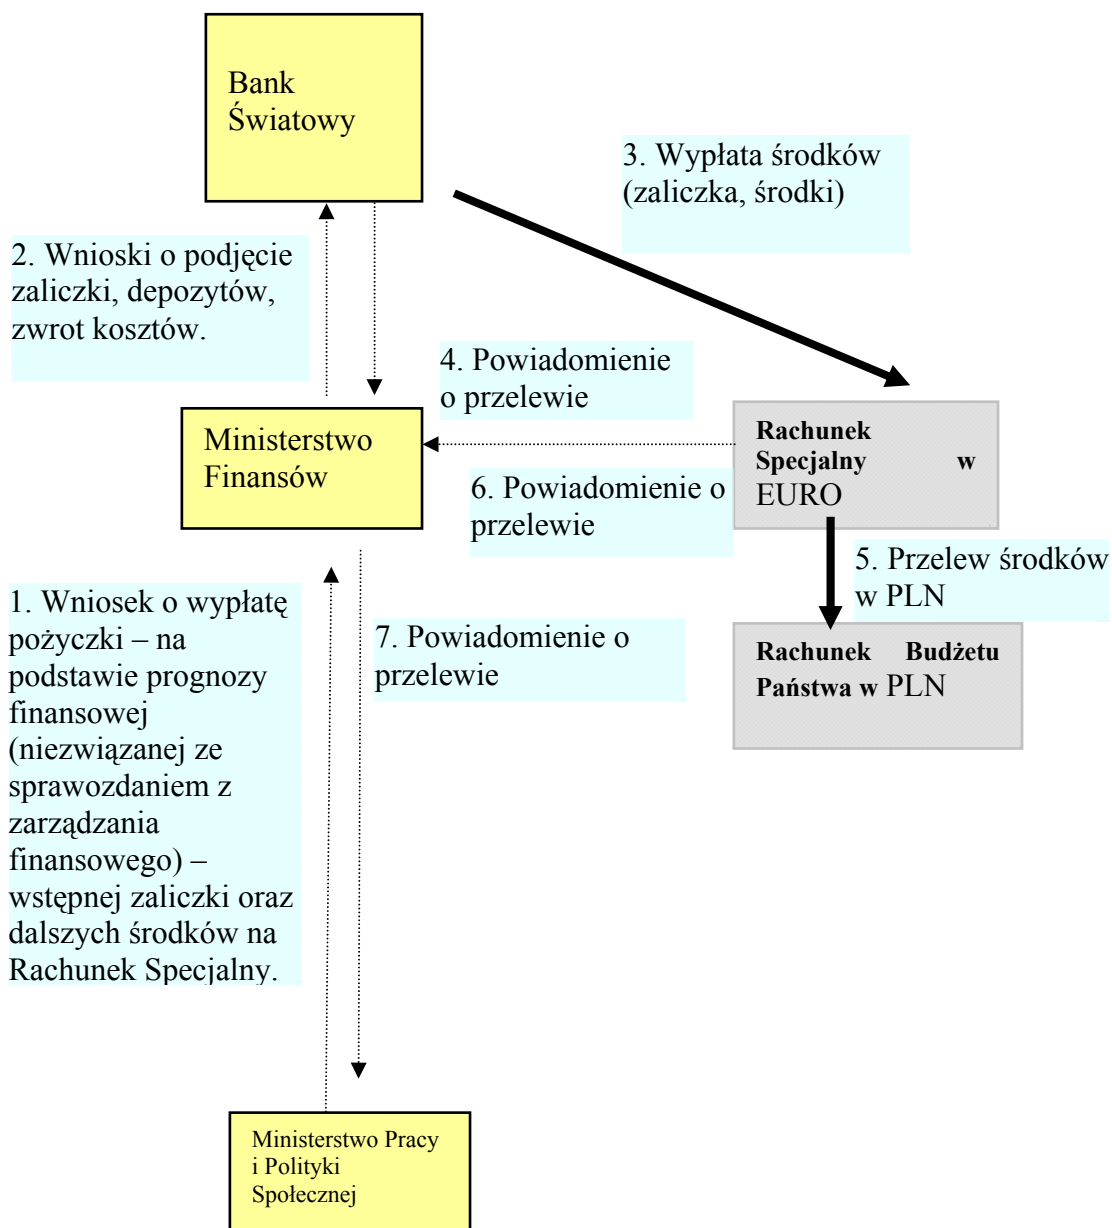 Bank
Światowy
3. Wypłata środków
(zaliczka, środki)
2. Wnioski o podjęcie
zaliczki, depozytów,
zwrot kosztów.
4. Powiadomienie
o przelewie
Ministerstwo
Finansów
Rachunek
Specjalny w
EURO
6. Powiadomienie o
przelewie
5. Przelew środków
w PLN
1. Wniosek o wypłatę
pożyczki – na
podstawie prognozy
finansowej
(niezwiązanej ze
sprawozdaniem z
zarządzania
finansowego) –
wstępnej zaliczki oraz
dalszych środków na
Rachunek Specjalny.
7. Powiadomienie o
przelewie
Rachunek Budżetu
Państwa w PLN
Ministerstwo Pracy
i Polityki
Społecznej